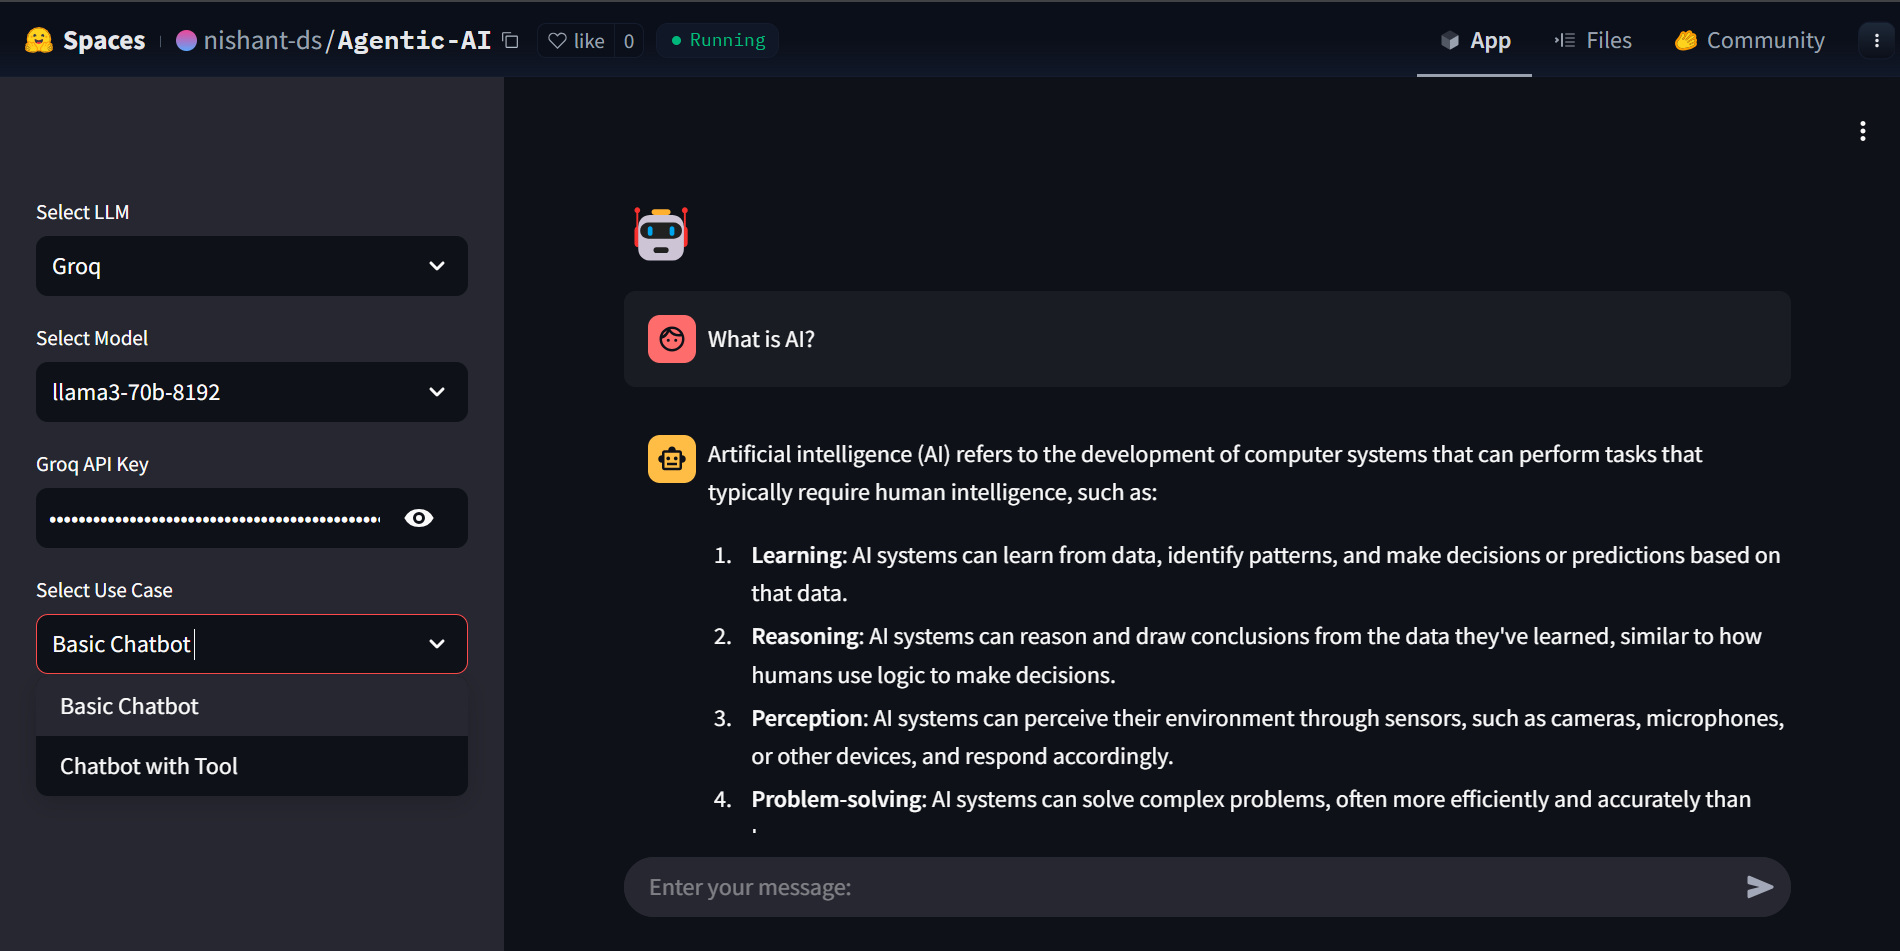 Spaces
nishant-ds/Agentic-AI
like 0
Running
App
Files
Community
Select LLM
Groq
Select Model
llama3-70b-8192
Groq API Key
Select Use Case
Basic Chatbot
Basic Chatbot
Chatbot with Tool
What is AI?
Artificial intelligence (AI) refers to the development of computer systems that can perform tasks that
typically require human intelligence, such as:
1. Learning: AI systems can learn from data, identify patterns, and make decisions or predictions based on
that data.
2. Reasoning: AI systems can reason and draw conclusions from the data they've learned, similar to how
humans use logic to make decisions.
3. Perception: AI systems can perceive their environment through sensors, such as cameras, microphones,
or other devices, and respond accordingly.
4. Problem-solving: AI systems can solve complex problems, often more efficiently and accurately than
Enter your message: